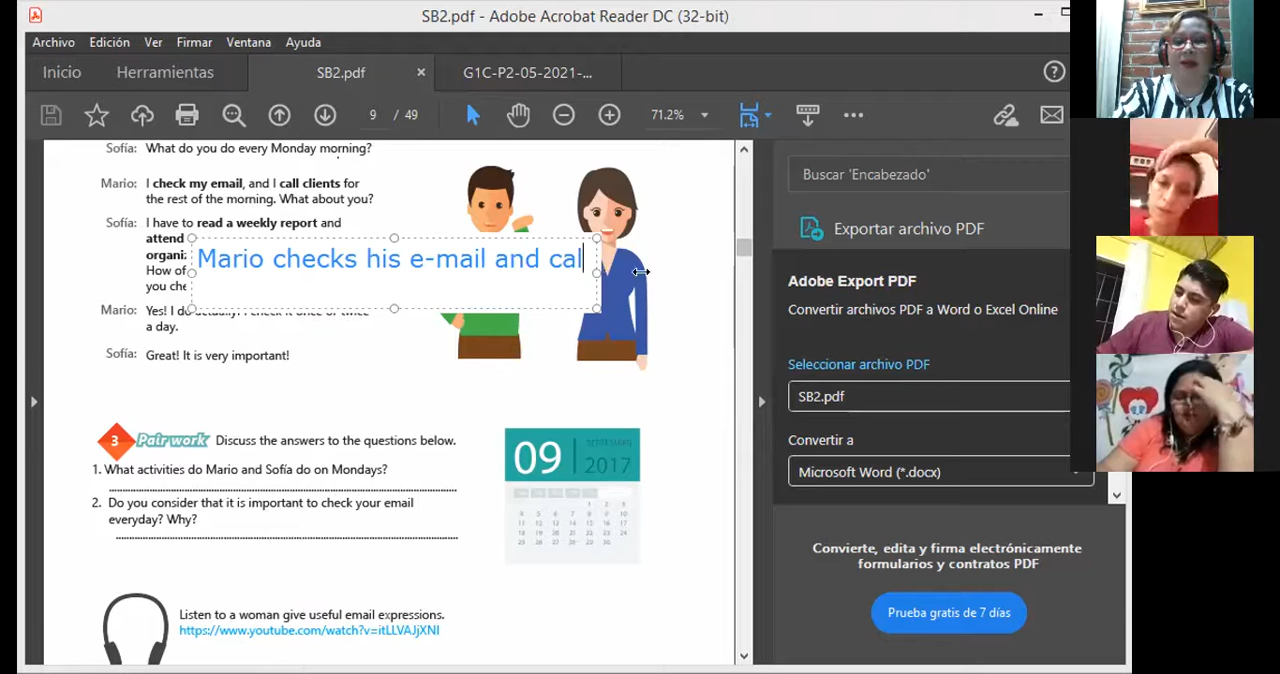 SB2.pdf - Adobe Acrobat Reader DC (32-bit)
Archivo Edición Ver Firmar Ventana Ayuda
Inicio Herramientas SB2.pdf × G1C-P2-05-2021-...
9 / 49 71.2%
Sofía: What do you do every Monday morning?
Mario: I check my email, and I call clients for
the rest of the morning. What about you?
Sofía: I have to read a weekly report and
attend
organi
How of
you che
Mario checks his e-mail and cal
Mario: Yes! I do
a day.
Sofía: Great! It is very important!
3 Pair work Discuss the answers to the questions below.
1. What activities do Mario and Sofía do on Mondays?
2. Do you consider that it is important to check your email
everyday? Why?
09 2017
Listen to a woman give useful email expressions.
https://www.youtube.com/watch?v=itLLVAJjXNI
Buscar 'Encabezado'
Exportar archivo PDF
Adobe Export PDF
Convertir archivos PDF a Word o Excel Online
Seleccionar archivo PDF
SB2.pdf
Convertir a
Microsoft Word (*.docx)
Convierte, edita y firma electrónicamente
formularios y contratos PDF
Prueba gratis de 7 días